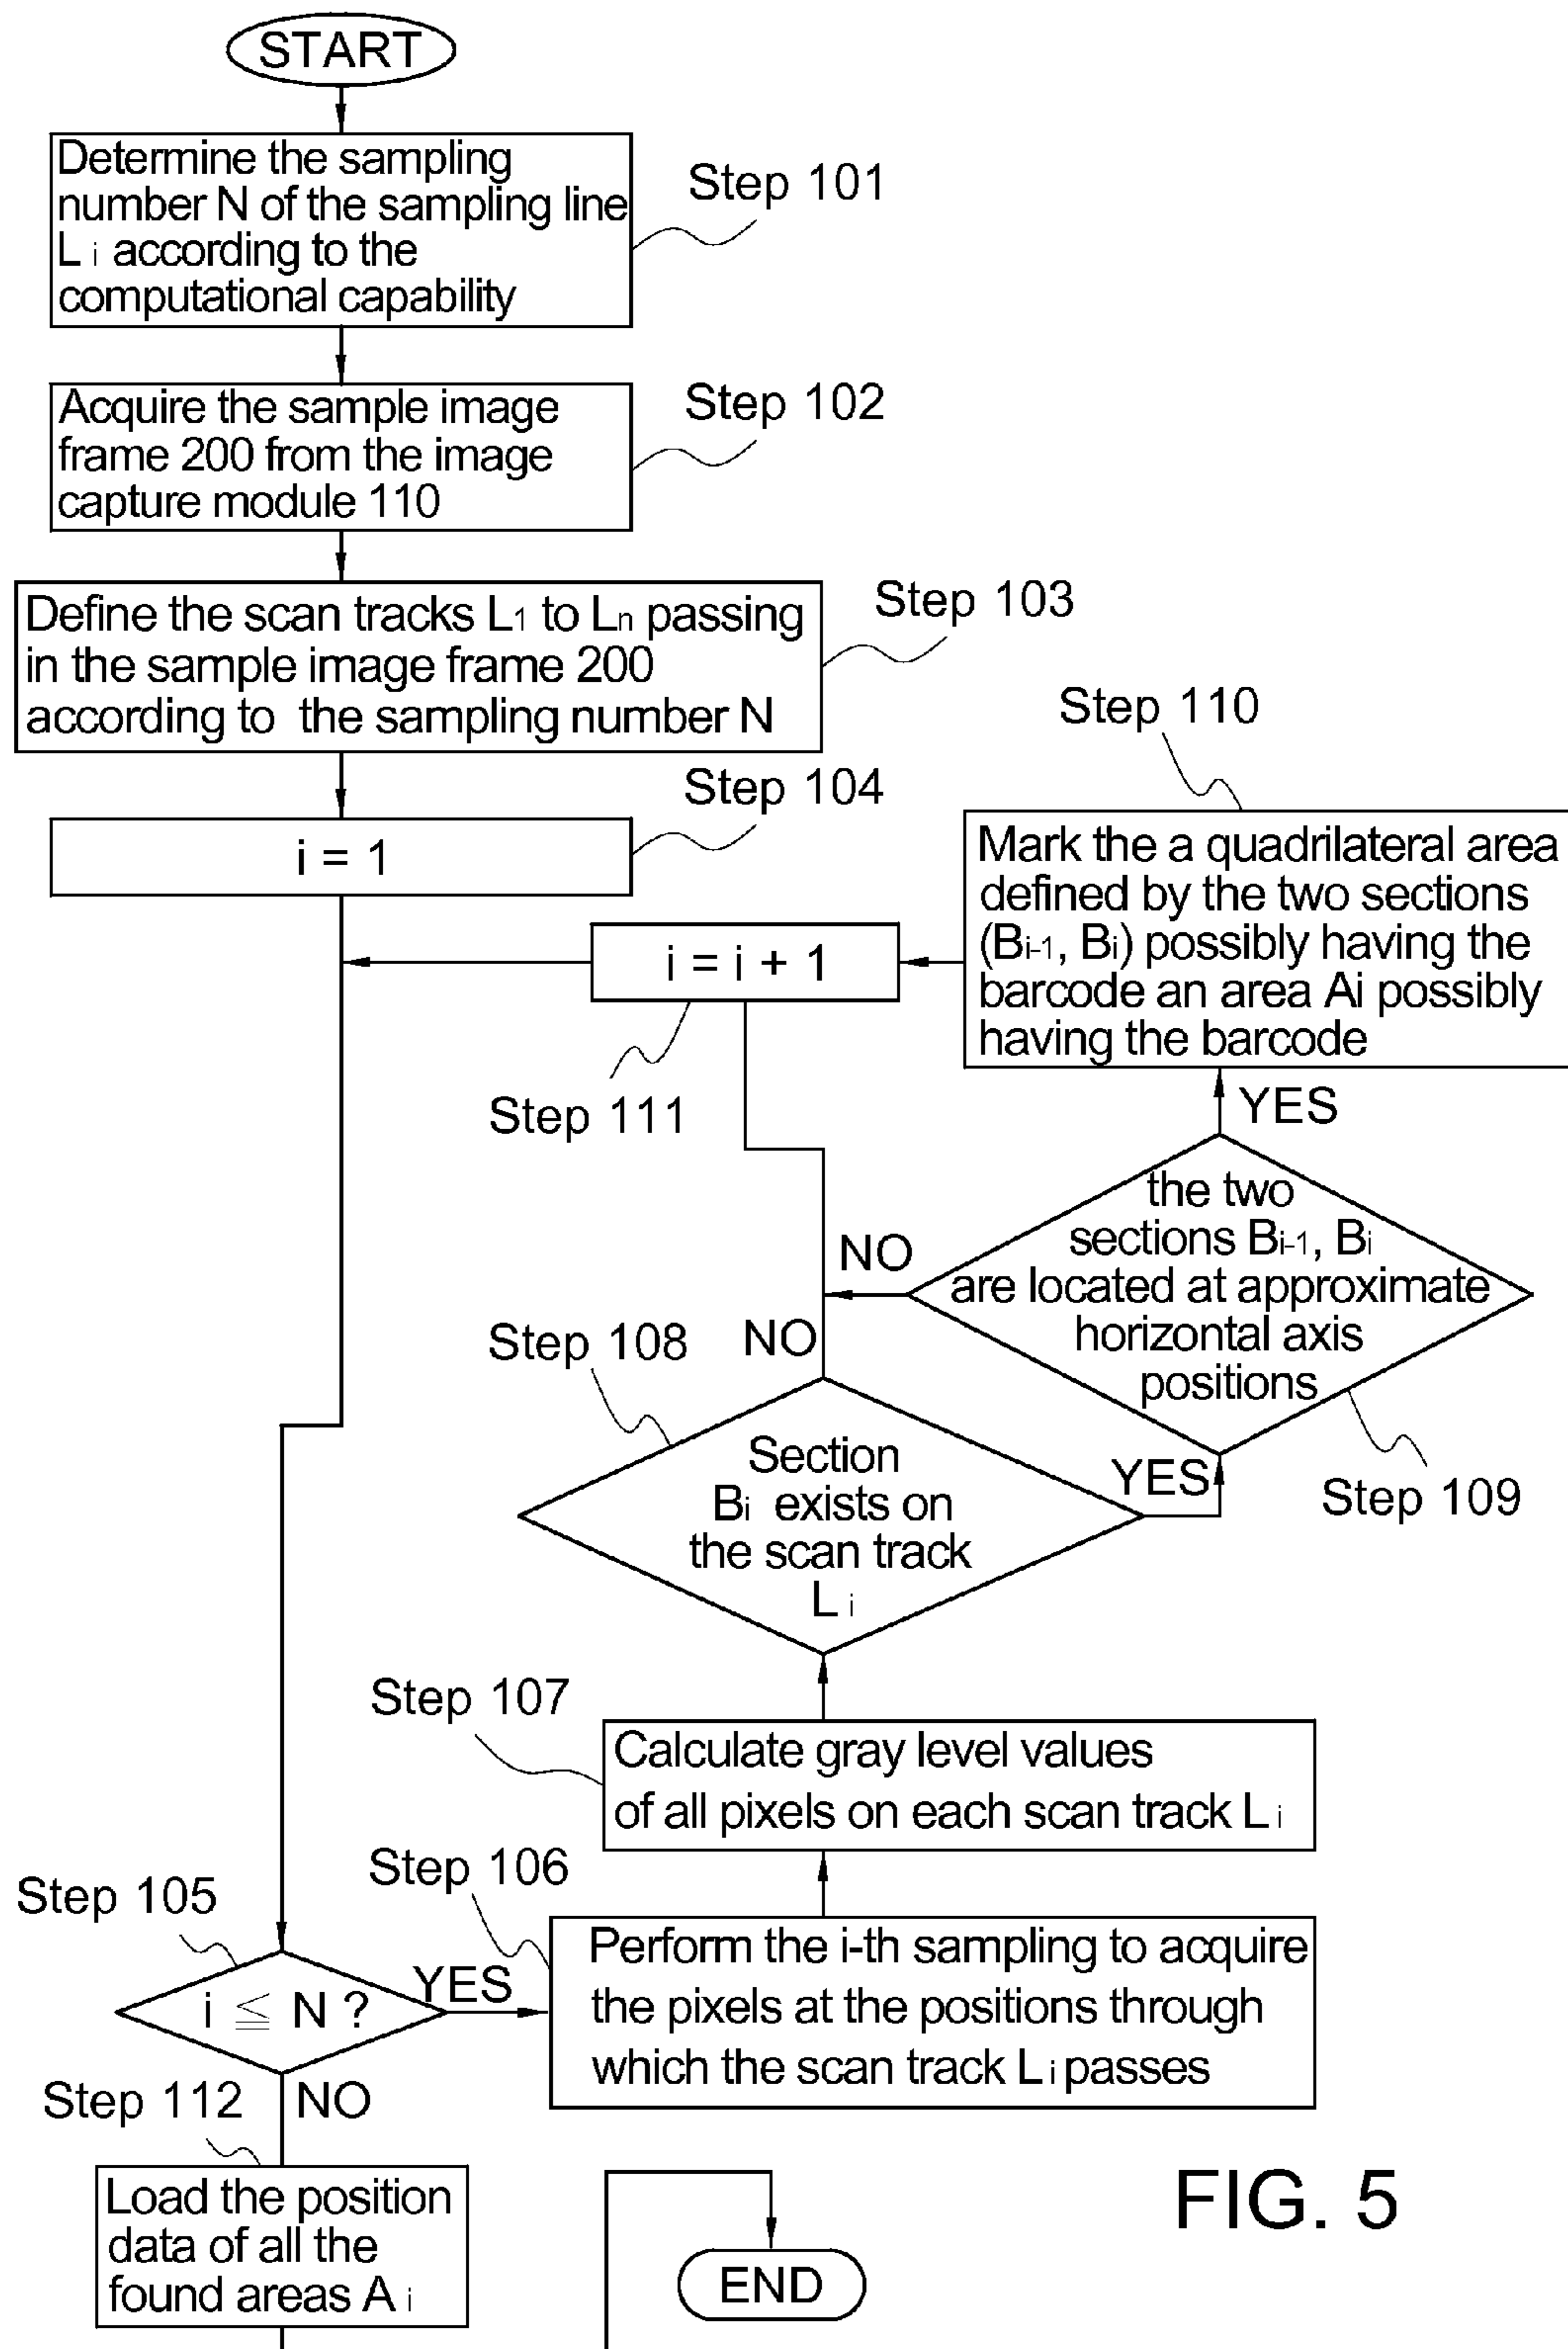 START
Determine the sampling
number N of the sampling line
L i according to the
computational capability
Step 101
Acquire the sample image
frame 200 from the image
capture module 110
Step 102
Define the scan tracks L1 to Ln passing
in the sample image frame 200
according to the sampling number N
Step 103
i = 1
Step 104
Step 110
Mark the a quadrilateral area
defined by the two sections
(Bi-1, Bi) possibly having the
barcode an area Ai possibly
having the barcode
i = i + 1
Step 111
YES
the two
sections Bi-1, Bi
are located at approximate
horizontal axis
positions
NO
Step 109
Step 108
NO
Section
Bi exists on
the scan track
L i
YES
Step 107
Calculate gray level values
of all pixels on each scan track L i
Step 106
Perform the i-th sampling to acquire
the pixels at the positions through
which the scan track L i passes
Step 105
i ≦ N ?
YES
NO
Step 112
Load the position
data of all the
found areas A i
END
FIG. 5